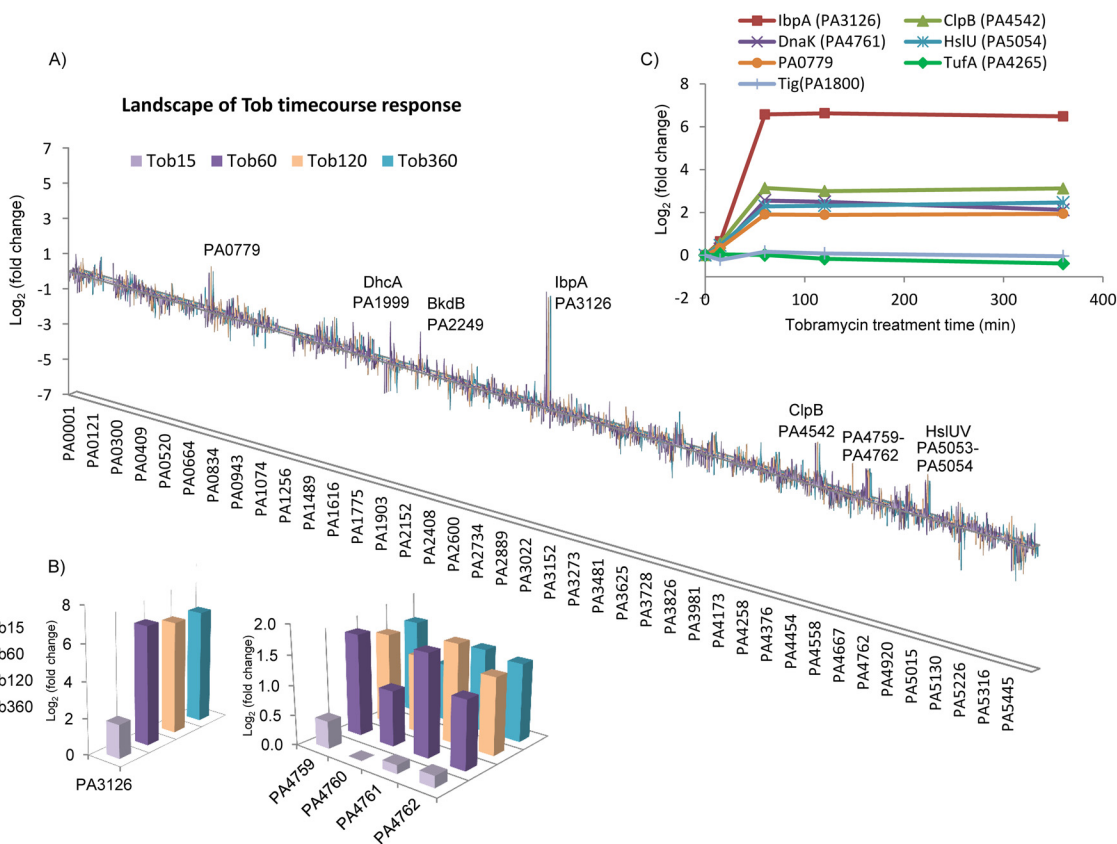 A)
Landscape of Tob timecourse response
Tob15 Tob60 Tob120 Tob360
Log2 (fold change)
7
5
3
1
-1
-3
-5
-7
PA0779
DhcA
PA1999
BkdB
PA2249
IbpA
PA3126
ClpB
PA4542
PA4759-
PA4762
HslUV
PA5053-
PA5054
PA0001
PA0121
PA0300
PA0409
PA0520
PA0664
PA0834
PA0943
PA1074
PA1256
PA1489
PA1616
PA1775
PA1903
PA2152
PA2408
PA2600
PA2734
PA2889
PA3022
PA3152
PA3273
PA3481
PA3625
PA3728
PA3826
PA3981
PA4173
PA4258
PA4376
PA4454
PA4558
PA4667
PA4762
PA4920
PA5015
PA5130
PA5226
PA5316
PA5445
C)
IbpA (PA3126) ClpB (PA4542)
DnaK (PA4761) HslU (PA5054)
PA0779 TufA (PA4265)
Tig(PA1800)
Log2 (fold change)
8
6
4
2
0
-2
0 100 200 300 400
Tobramycin treatment time (min)
B)
b15
b60
b120
b360
Log2 (fold change)
8
6
4
2
0
PA3126
Log2 (fold change)
2.0
1.5
1.0
0.5
0.0
PA4759
PA4760
PA4761
PA4762